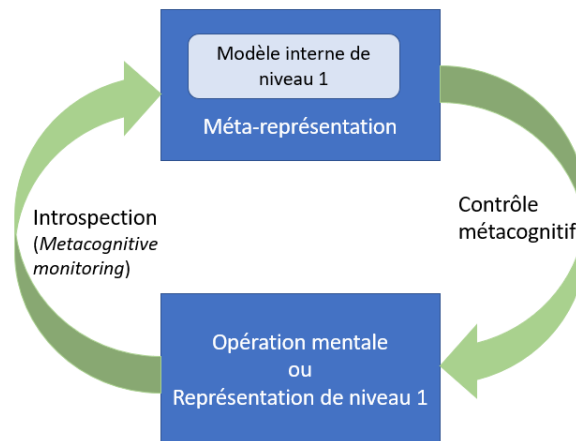 Modèle interne de
niveau 1
Méta-représentation
Introspection
(Metacognitive
monitoring)
Contrôle
métacognitif
Opération mentale
ou
Représentation de niveau 1